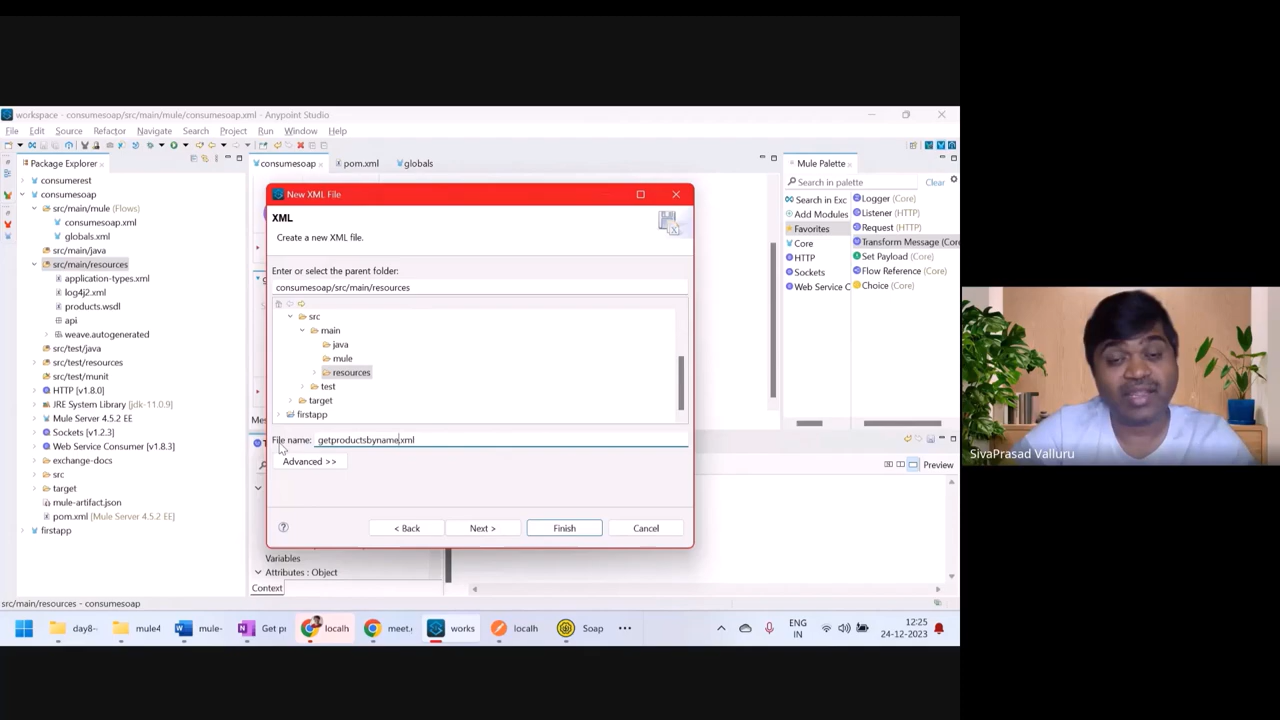 workspace - consumesoap/src/main/mule/consumesoap.xml - Anypoint Studio
File Edit Source Refactor Navigate Search Project Run Window Help
Package Explorer
consumesoap
pom.xml
globals
Mule Palette
consumerest
consumesoap
src/main/mule (Flows)
consumesoap.xml
globals.xml
src/main/java
src/main/resources
application-types.xml
log4j2.xml
products.wsdl
api
weave.autogenerated
src/test/java
src/test/resources
src/test/munit
HTTP [v1.8.0]
JRE System Library [jdk-11.0.9]
Mule Server 4.5.2 EE
Sockets [v1.2.3]
Web Service Consumer [v1.8.3]
exchange-docs
src
target
mule-artifact.json
pom.xml (Mule Server 4.5.2 EE)
firstapp
New XML File
XML
Create a new XML file.
Enter or select the parent folder:
consumesoap/src/main/resources
src
main
java
mule
resources
test
target
firstapp
File name: getproductsbyname.xml
Advanced >>
< Back
Next >
Finish
Cancel
Variables
Attributes : Object
Context
Search in palette
Clear
Search in Exc
Add Modules
Favorites
Core
HTTP
Sockets
Web Service C
Logger (Core)
Listener (HTTP)
Request (HTTP)
Transform Message (Core
Set Payload (Core)
Flow Reference (Core)
Choice (Core)
Preview
src/main/resources - consumesoap
day8-
mule4
mule-
Get p
localh
meet.
works
localh
Soap
ENG
IN
12:25
24-12-2023
SivaPrasad Valluru